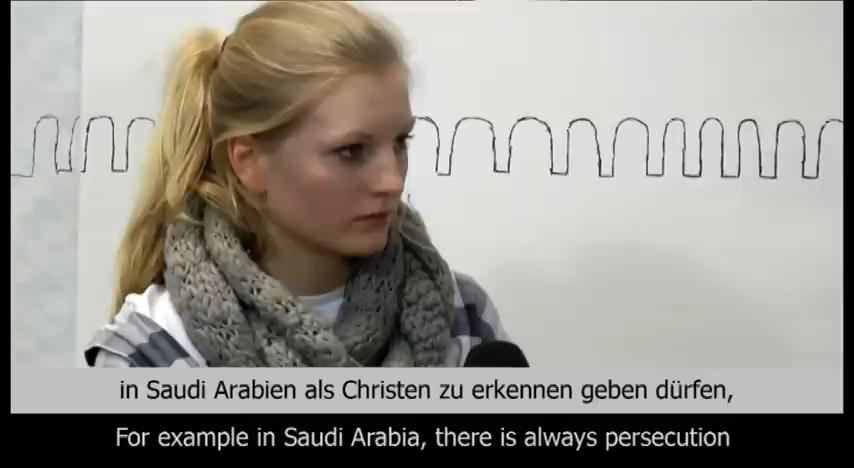 in Saudi Arabien als Christen zu erkennen geben dürfen,
For example in Saudi Arabia, there is always persecution